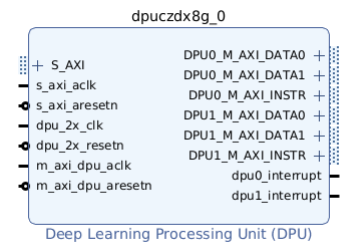 dpuczdx8g_0
S_AXI
s_axi_aclk
s_axi_aresetn
dpu_2x_clk
dpu_2x_resetn
m_axi_dpu_aclk
m_axi_dpu_aresetn
DPU0_M_AXI_DATA0
DPU0_M_AXI_DATA1
DPU0_M_AXI_INSTR
DPU1_M_AXI_DATA0
DPU1_M_AXI_DATA1
DPU1_M_AXI_INSTR
dpu0_interrupt
dpu1_interrupt
Deep Learning Processing Unit (DPU)